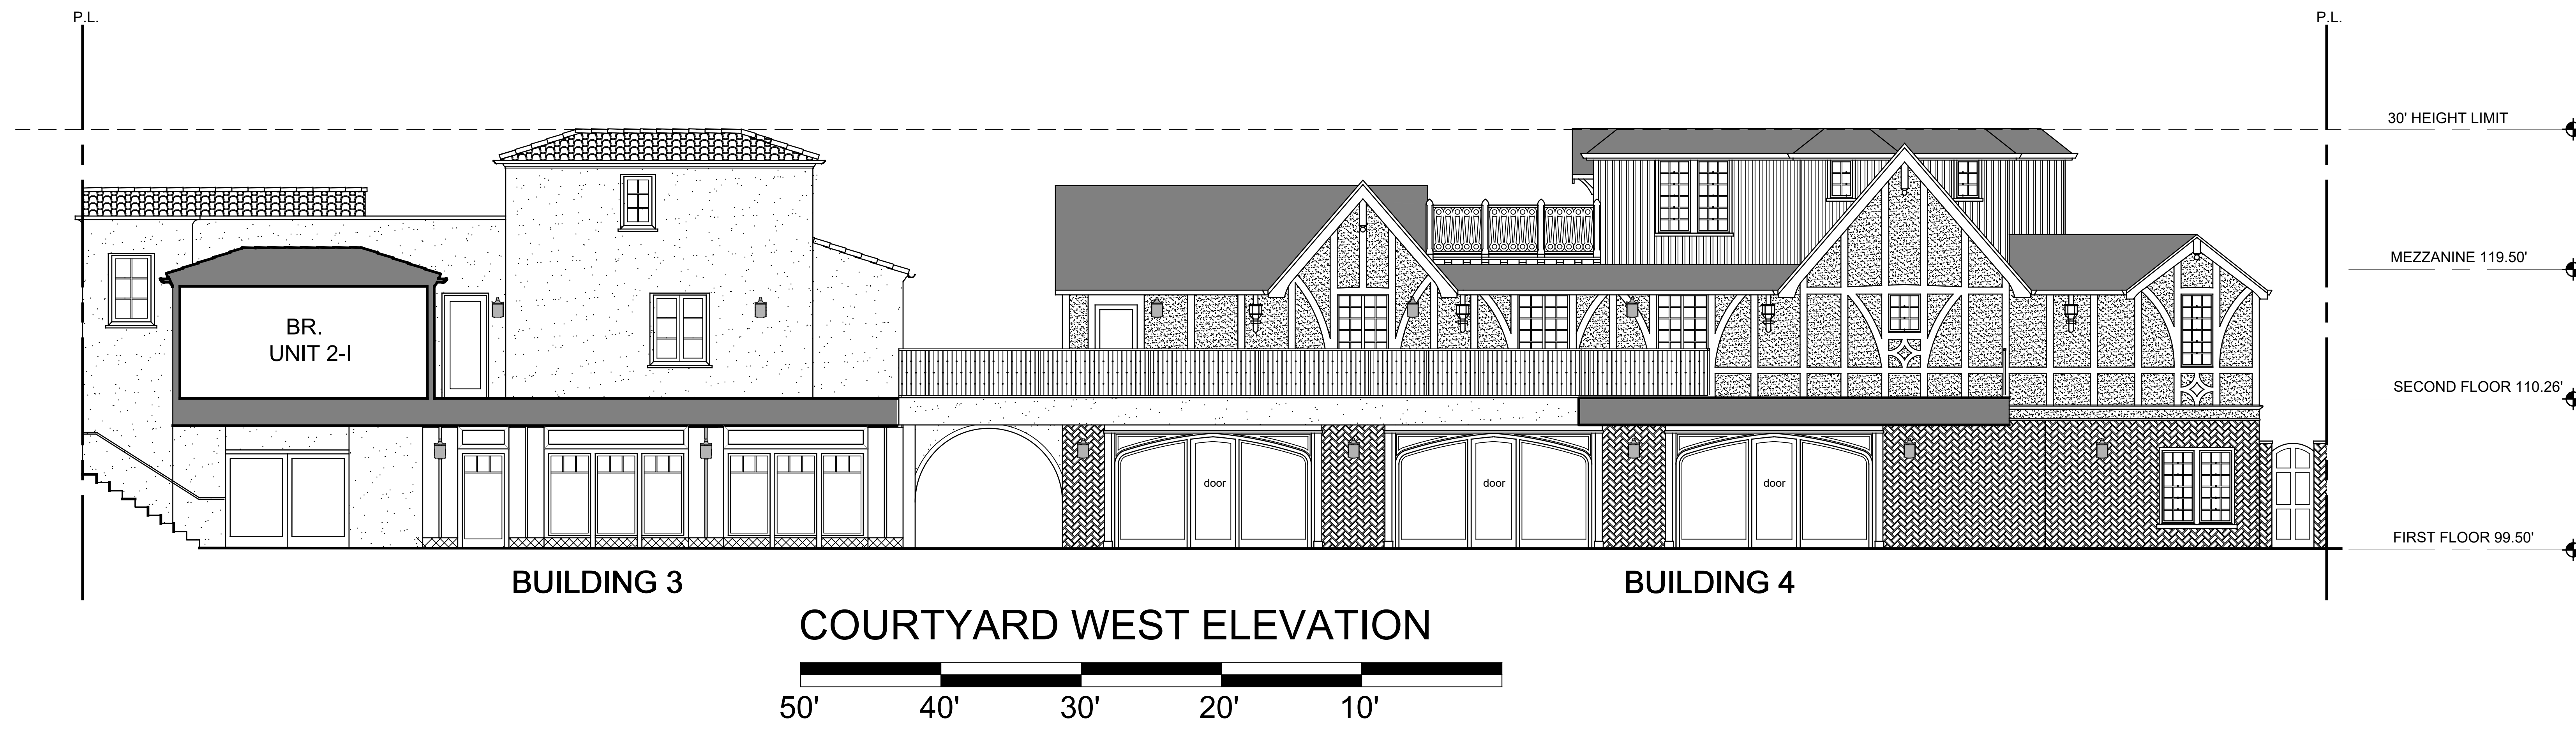 P.L.
P.L.
30' HEIGHT LIMIT
MEZZANINE 119.50'
BR.
UNIT 2-I
SECOND FLOOR 110.26'
door
door
door
FIRST FLOOR 99.50'
BUILDING 3
BUILDING 4
COURTYARD WEST ELEVATION
50' 40' 30' 20' 10'